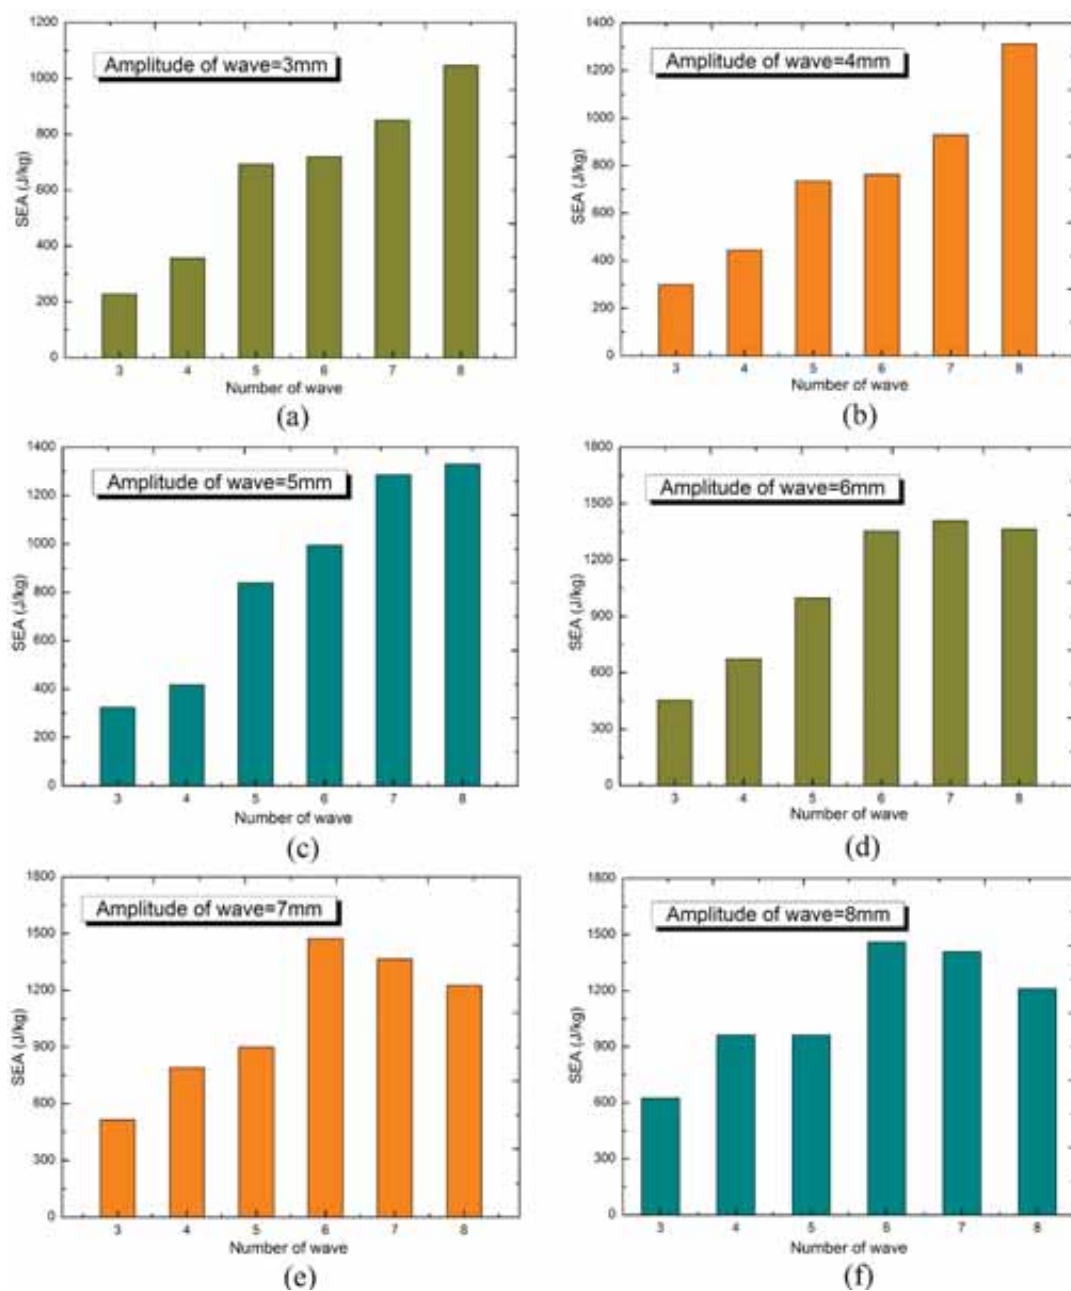 Amplitude of wave=3mm
SEA (J/kg)
1200
1000
800
600
400
200
0
3 4 5 6 7 8
Number of wave
(a)
Amplitude of wave=4mm
SEA (J/kg)
1400
1200
1000
800
600
400
200
0
3 4 5 6 7 8
Number of wave
(b)
Amplitude of wave=5mm
SEA (J/kg)
1400
1200
1000
800
600
400
200
0
3 4 5 6 7 8
Number of wave
(c)
Amplitude of wave=6mm
SEA (J/kg)
1800
1500
1200
900
600
300
0
3 4 5 6 7 8
Number of wave
(d)
Amplitude of wave=7mm
SEA (J/kg)
1800
1500
1200
900
600
300
0
3 4 5 6 7 8
Number of wave
(e)
Amplitude of wave=8mm
SEA (J/kg)
1800
1500
1200
900
600
300
0
3 4 5 6 7 8
Number of wave
(f)